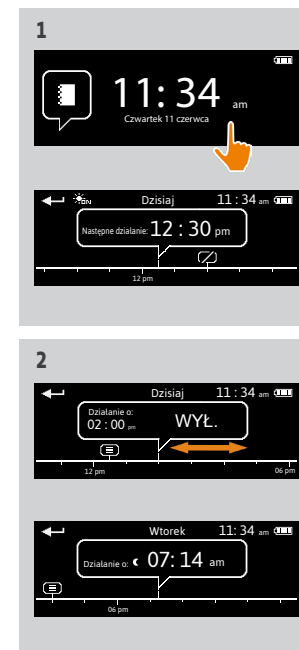 1
11: 34 am
Czwartek 11 czerwca
ON Dzisiaj 11 : 34 am
Następne działanie: 12 : 30 pm
12 pm
2
Dzisiaj 11 : 34 am
Działanie o:
02 : 00 pm WYŁ.
12 pm 06 pm
Wtorek 11: 34 am
Działanie o: 07: 14 am
06 pm